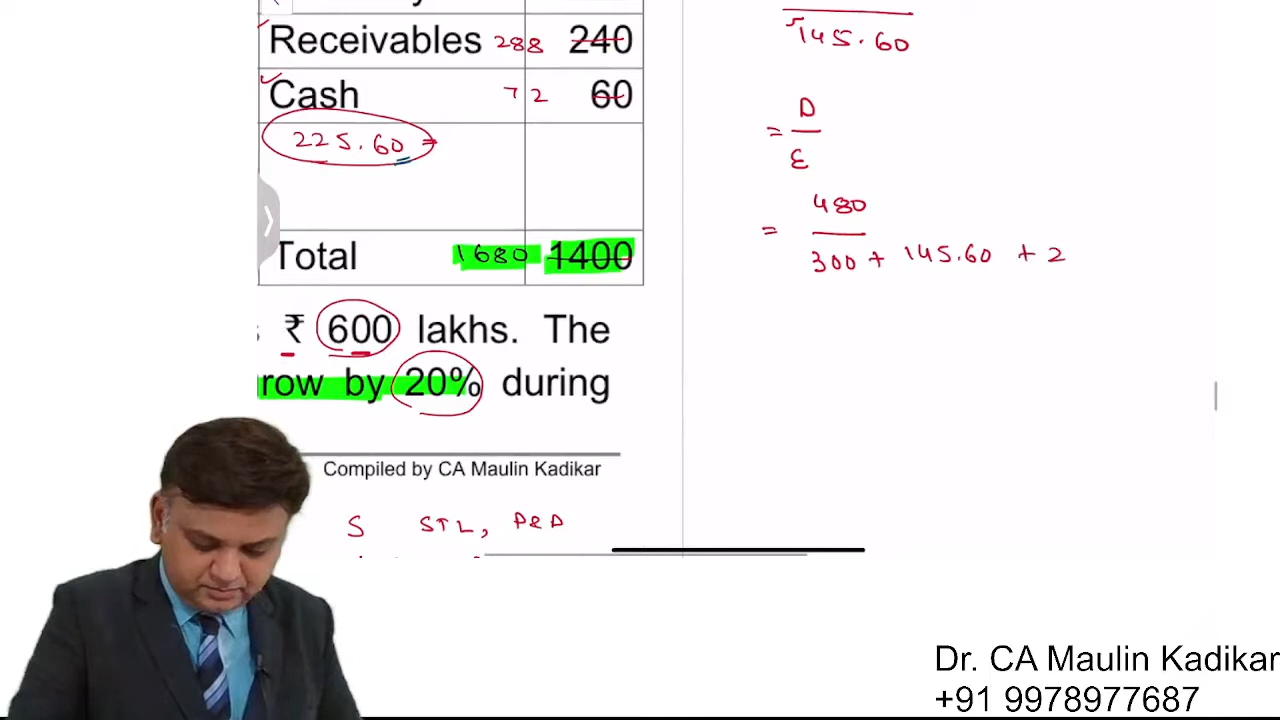 Receivables 288 240
Cash 72 60
225.60 =
Total 1680 1400
₹ 600 lakhs. The
row by 20% during
Compiled by CA Maulin Kadikar
S STL, P&D
145.60
= D
E
= 480
300 + 145.60 + 2
Dr. CA Maulin Kadikar
+91 9978977687